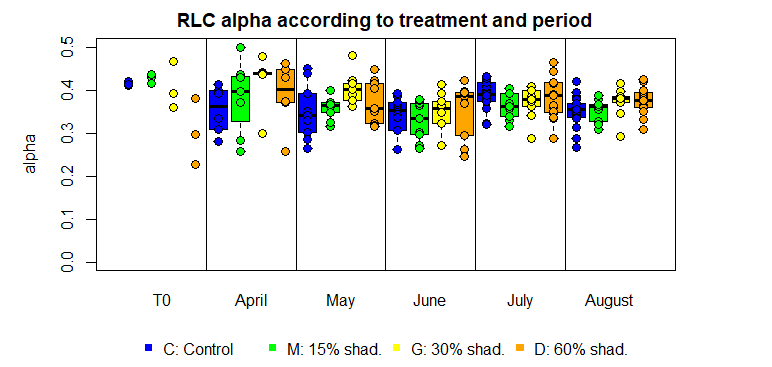 RLC alpha according to treatment and period
alpha
0.5
0.4
0.3
0.2
0.1
0.0
T0 April May June July August
C: Control M: 15% shad. G: 30% shad. D: 60% shad.